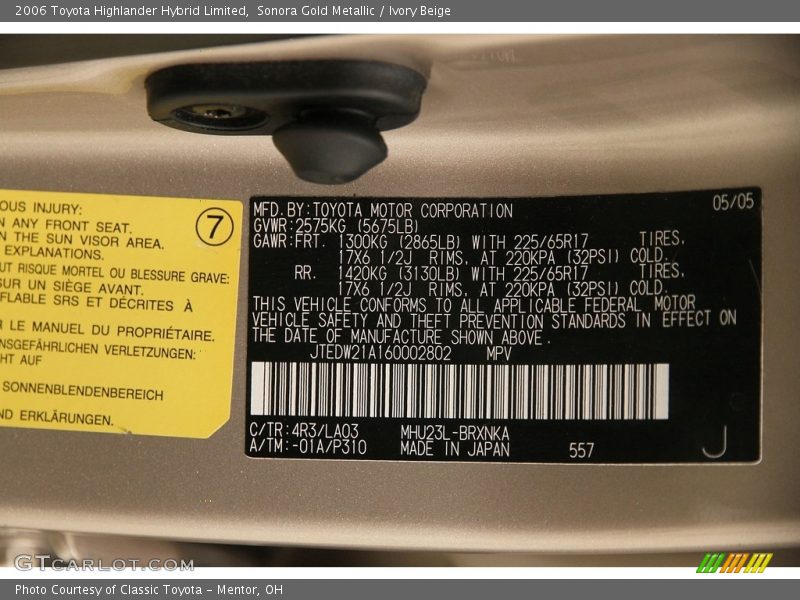 2006 Toyota Highlander Hybrid Limited,  Sonora Gold Metallic / Ivory Beige
OUS INJURY:
ANY FRONT SEAT.
THE SUN VISOR AREA.
EXPLANATIONS.
7
UT RISQUE MORTEL OU BLESSURE GRAVE:
SUR UN SIÈGE AVANT.
FLABLE SRS ET DÉCRITES À
LE MANUEL DU PROPRIÉTAIRE.
NSGEFÄHRLICHEN VERLETZUNGEN:
HT AUF
SONNENBLENDENBEREICH
ND ERKLÄRUNGEN.
MFD.BY:TOYOTA MOTOR CORPORATION 05/05
GVWR:2575KG (5675LB)
GAWR:FRT. 1300KG (2865LB) WITH 225/65R17 TIRES.
17X6 1/2J RIMS. AT 220KPA (32PSI) COLD.
RR. 1420KG (3130LB) WITH 225/65R17 TIRES.
17X6 1/2J RIMS. AT 220KPA (32PSI) COLD.
THIS VEHICLE CONFORMS TO ALL APPLICABLE FEDERAL MOTOR
VEHICLE SAFETY AND THEFT PREVENTION STANDARDS IN EFFECT ON
THE DATE OF MANUFACTURE SHOWN ABOVE.
JTEDW21A160002802 MPV
C/TR:4R3/LA03 MHU23L-BRXNKA
A/TM:-01A/P310 MADE IN JAPAN 557 J
GTCARLOT.COM
Photo Courtesy of Classic Toyota - Mentor, OH